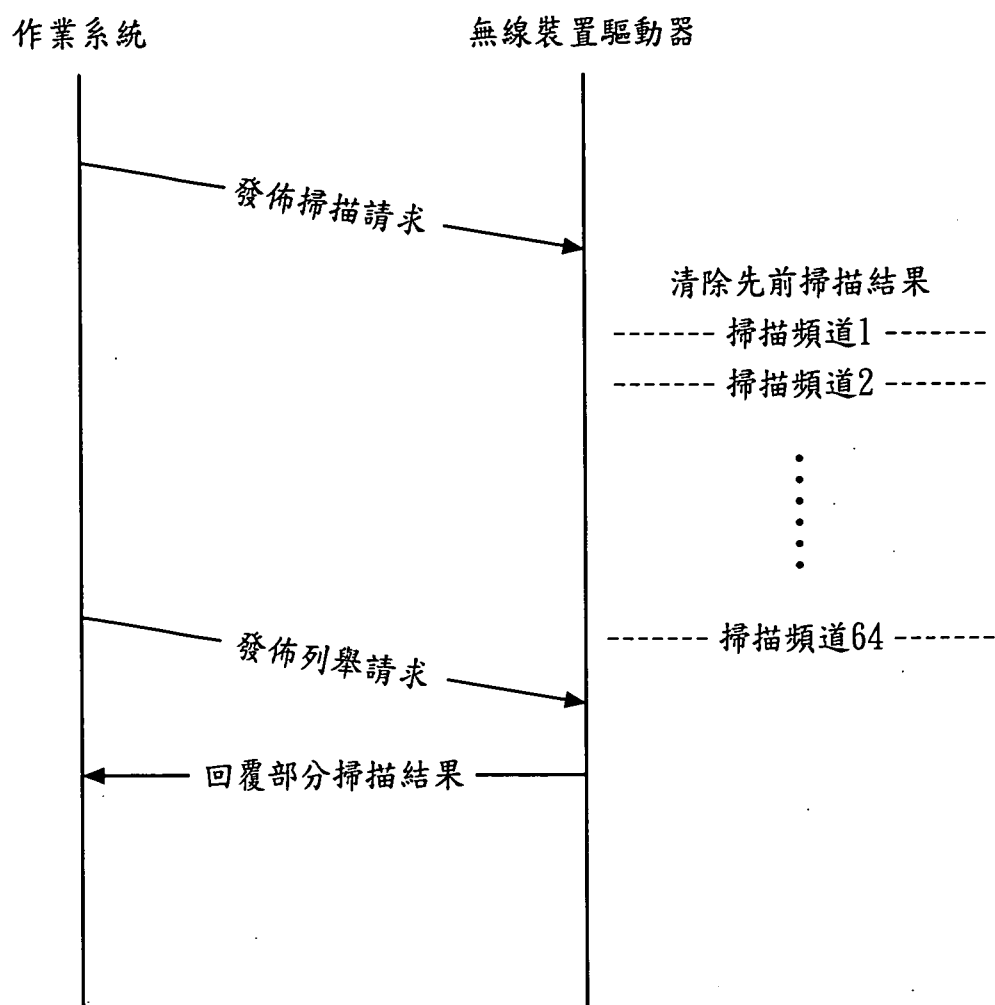 作業系統
無線裝置驅動器
發佈掃描請求
清除先前掃描結果
------- 掃描頻道1 -------
------- 掃描頻道2 -------
發佈列舉請求
------- 掃描頻道64 -------
回覆部分掃描結果